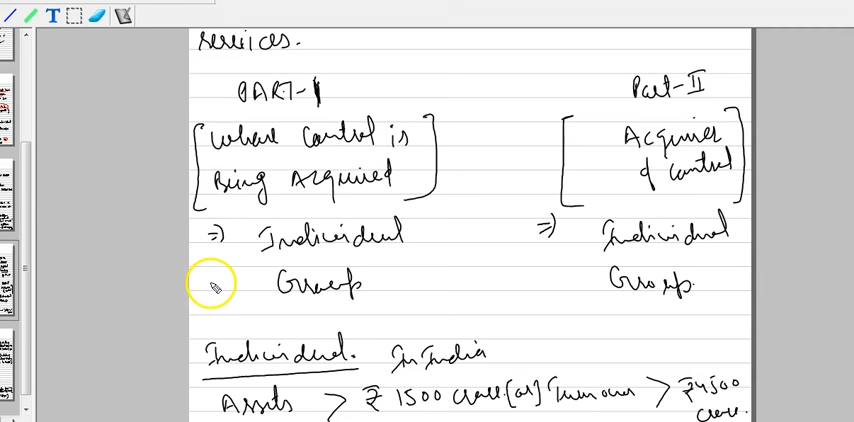 services.
PART-I Part-II
Where Control is Acquirer
Being Acquired of Control
=) Individual =) Individual
Group Group.
Individual. In India
Assets > ₹ 1500 crore. [or] Turnover > ₹4500
crore.